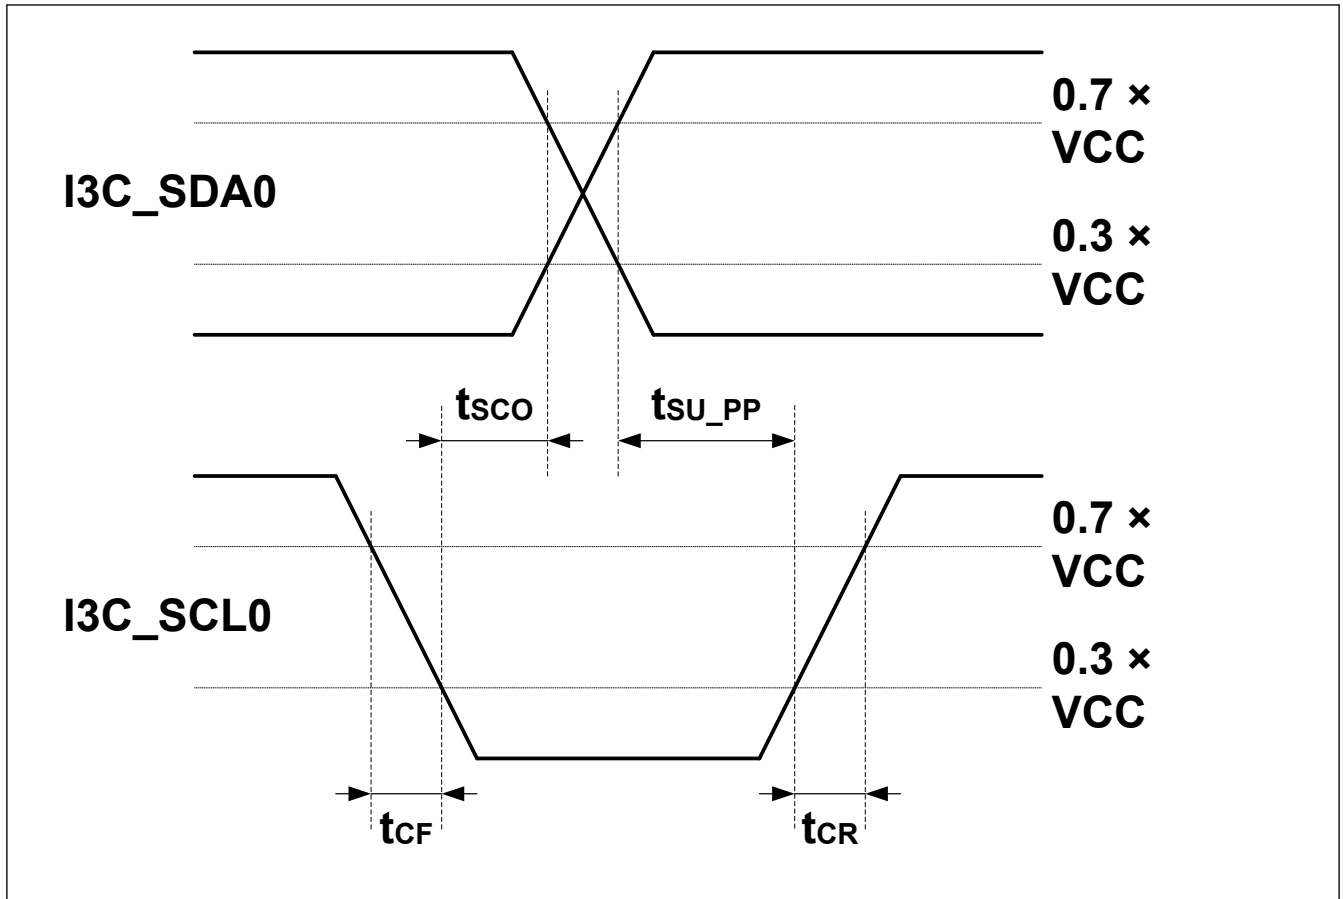 0.7 ×
VCC
I3C_SDA0
0.3 ×
VCC
tSCO
tSU_PP
0.7 ×
VCC
I3C_SCL0
0.3 ×
VCC
tCF
tCR